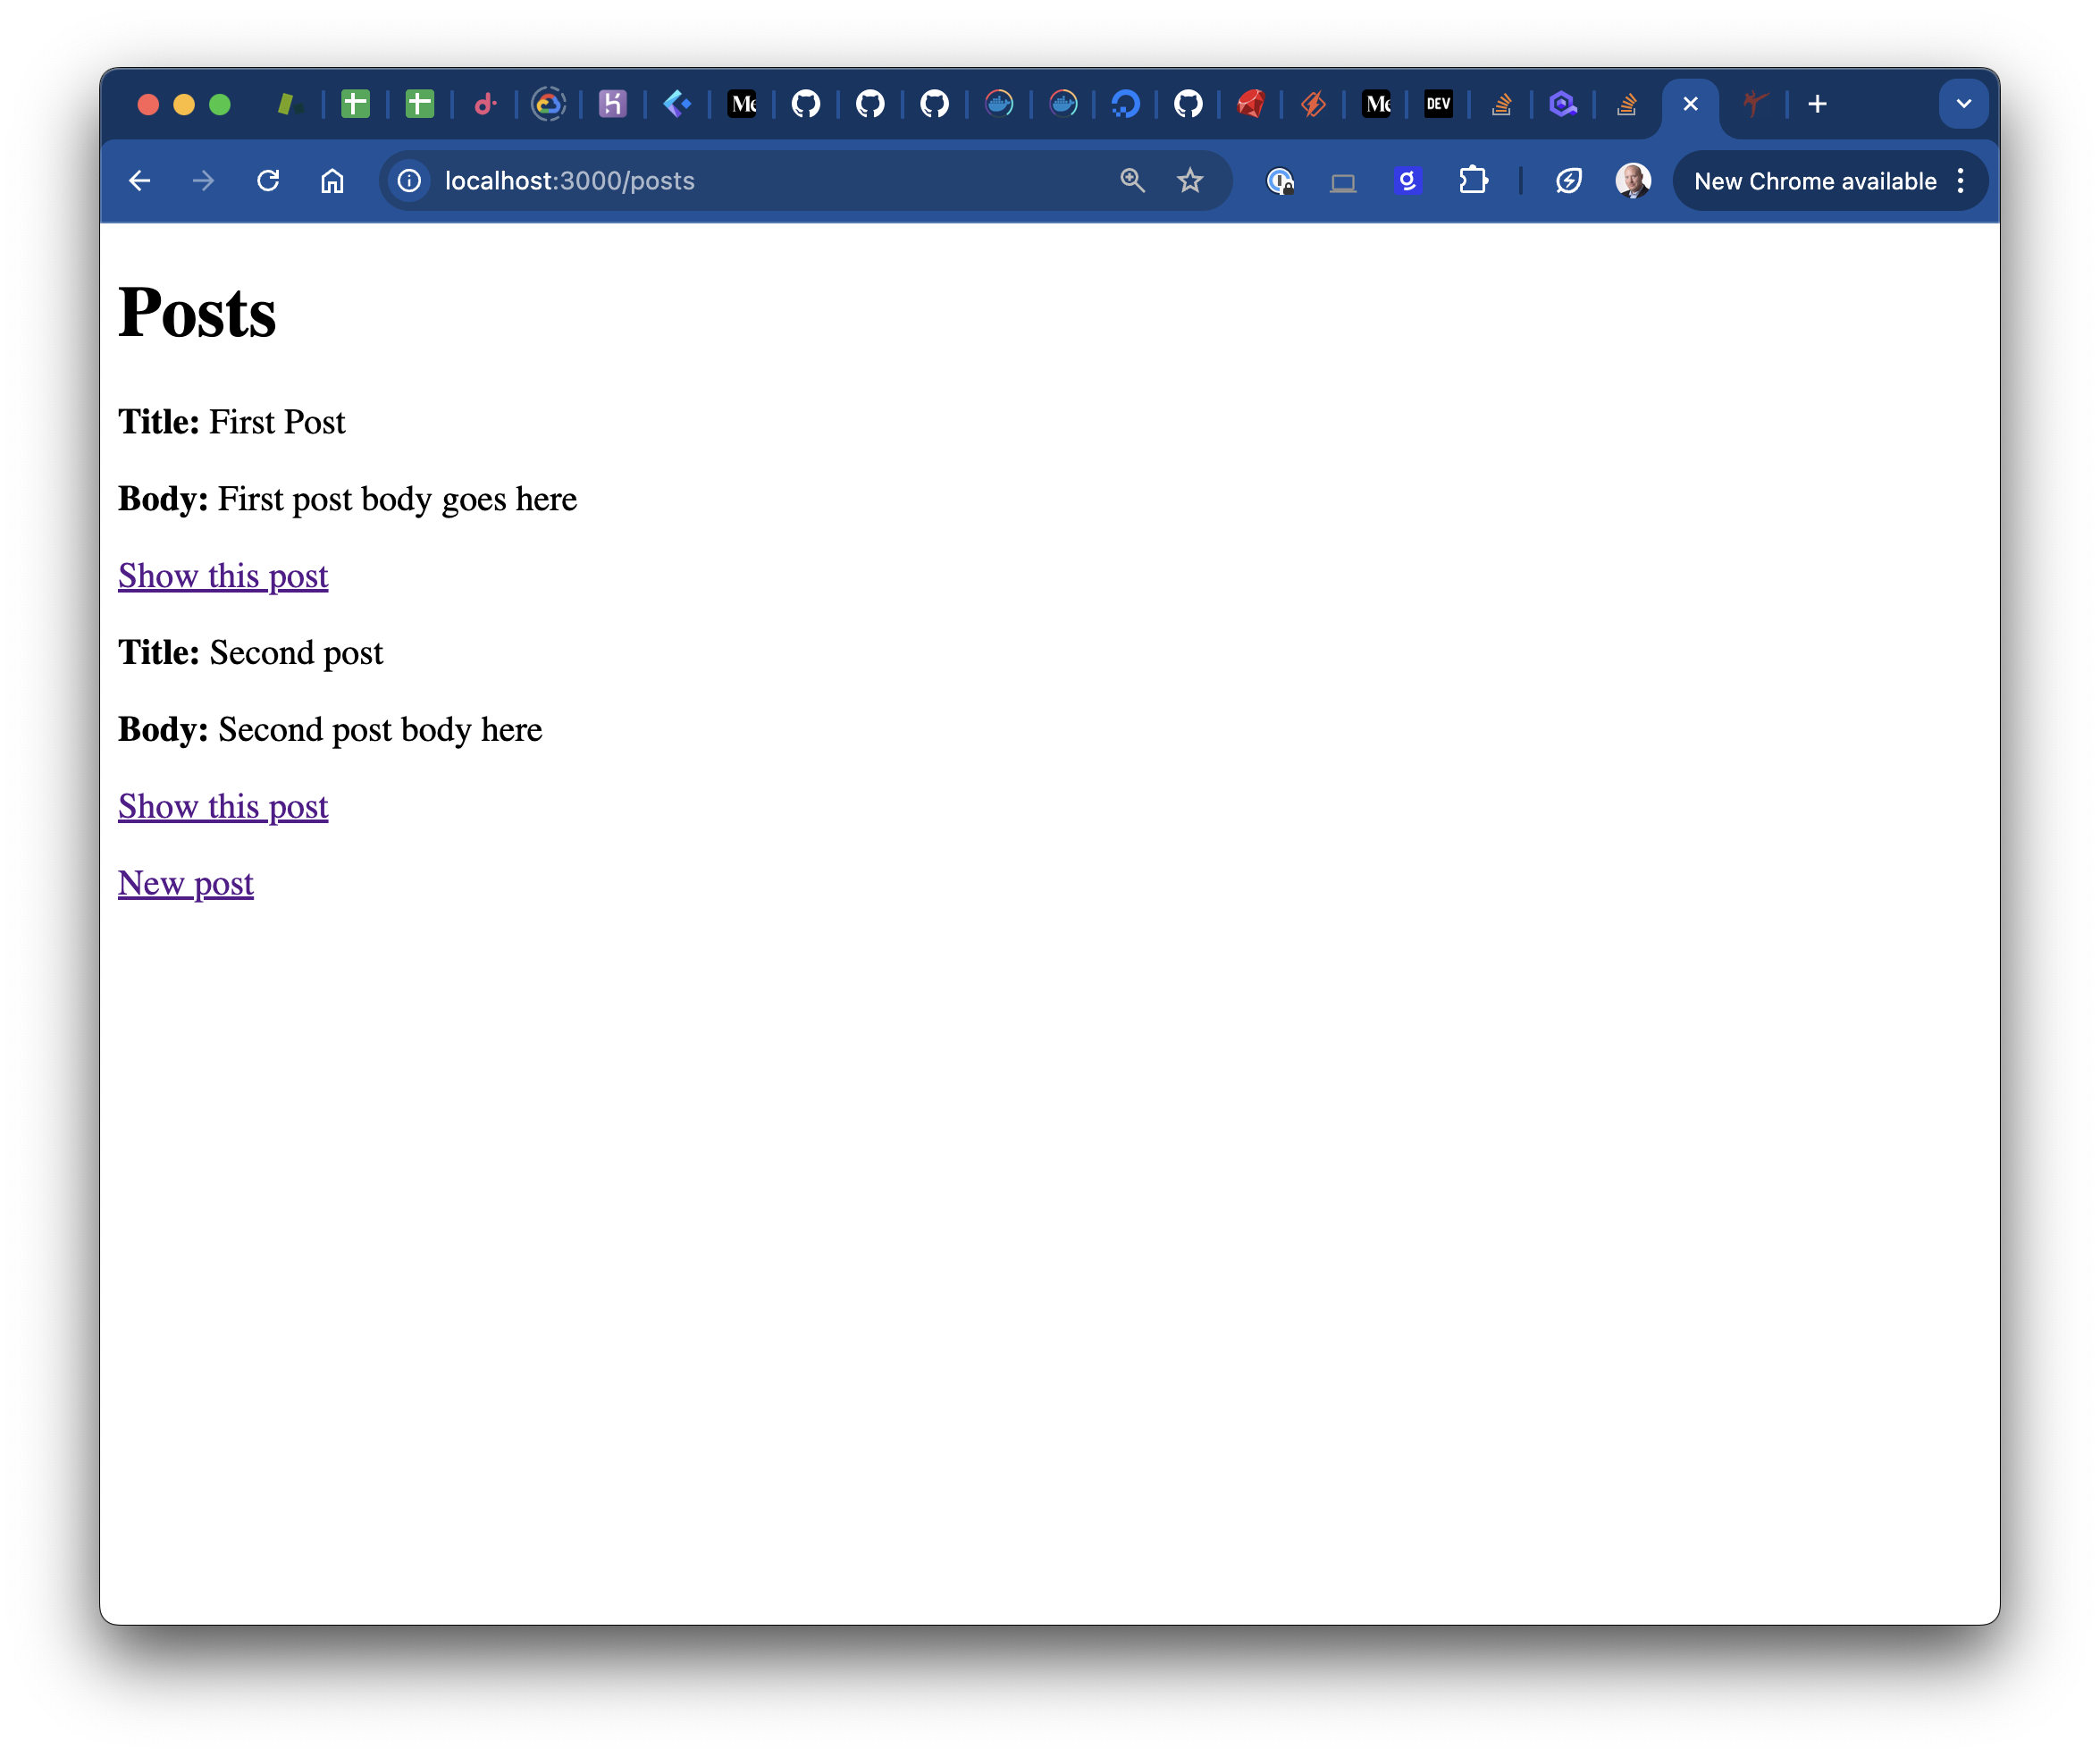 DEV
localhost:3000/posts
New Chrome available
Posts
Title: First Post
Body: First post body goes here
Show this post
Title: Second post
Body: Second post body here
Show this post
New post